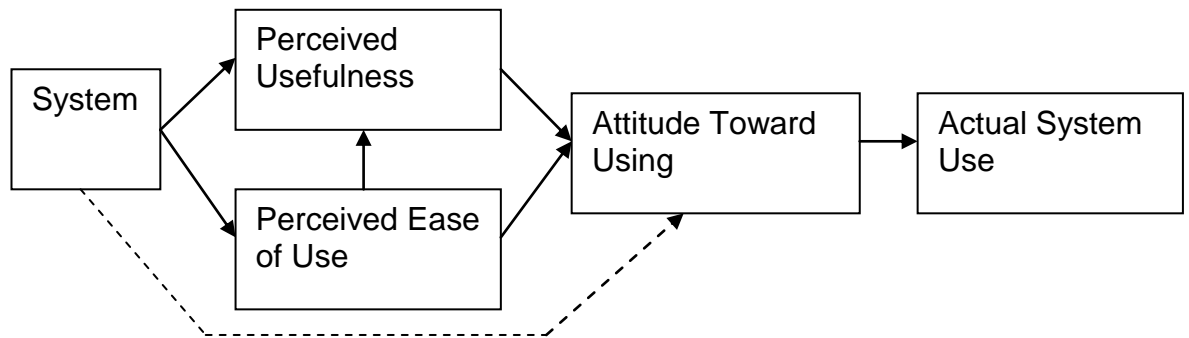 System
Perceived
Usefulness
Perceived Ease
of Use
Attitude Toward
Using
Actual System
Use